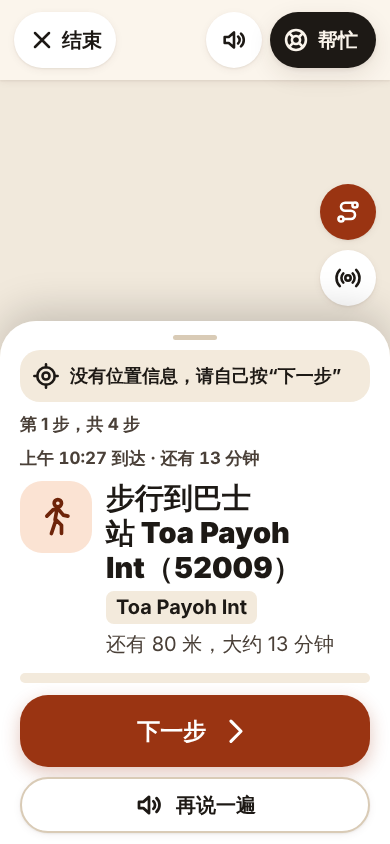 结束
帮忙
没有位置信息，请自己按“下一步”
第 1 步，共 4 步
上午 10:27 到达 · 还有 13 分钟
步行到巴士
站 Toa Payoh
Int（52009）
Toa Payoh Int
还有 80 米，大约 13 分钟
下一步
再说一遍